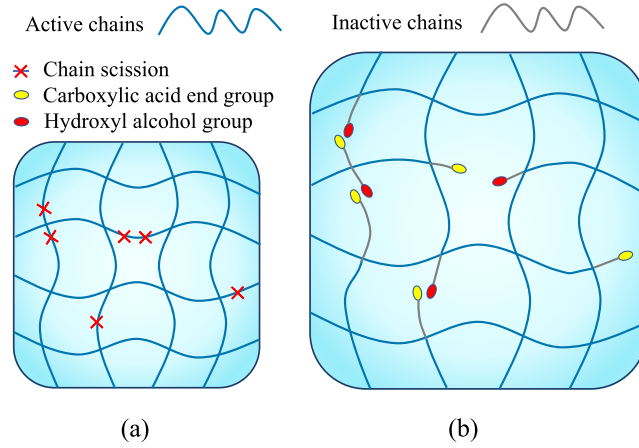 Active chains
Inactive chains
Chain scission
Carboxylic acid end group
Hydroxyl alcohol group
(a)
(b)